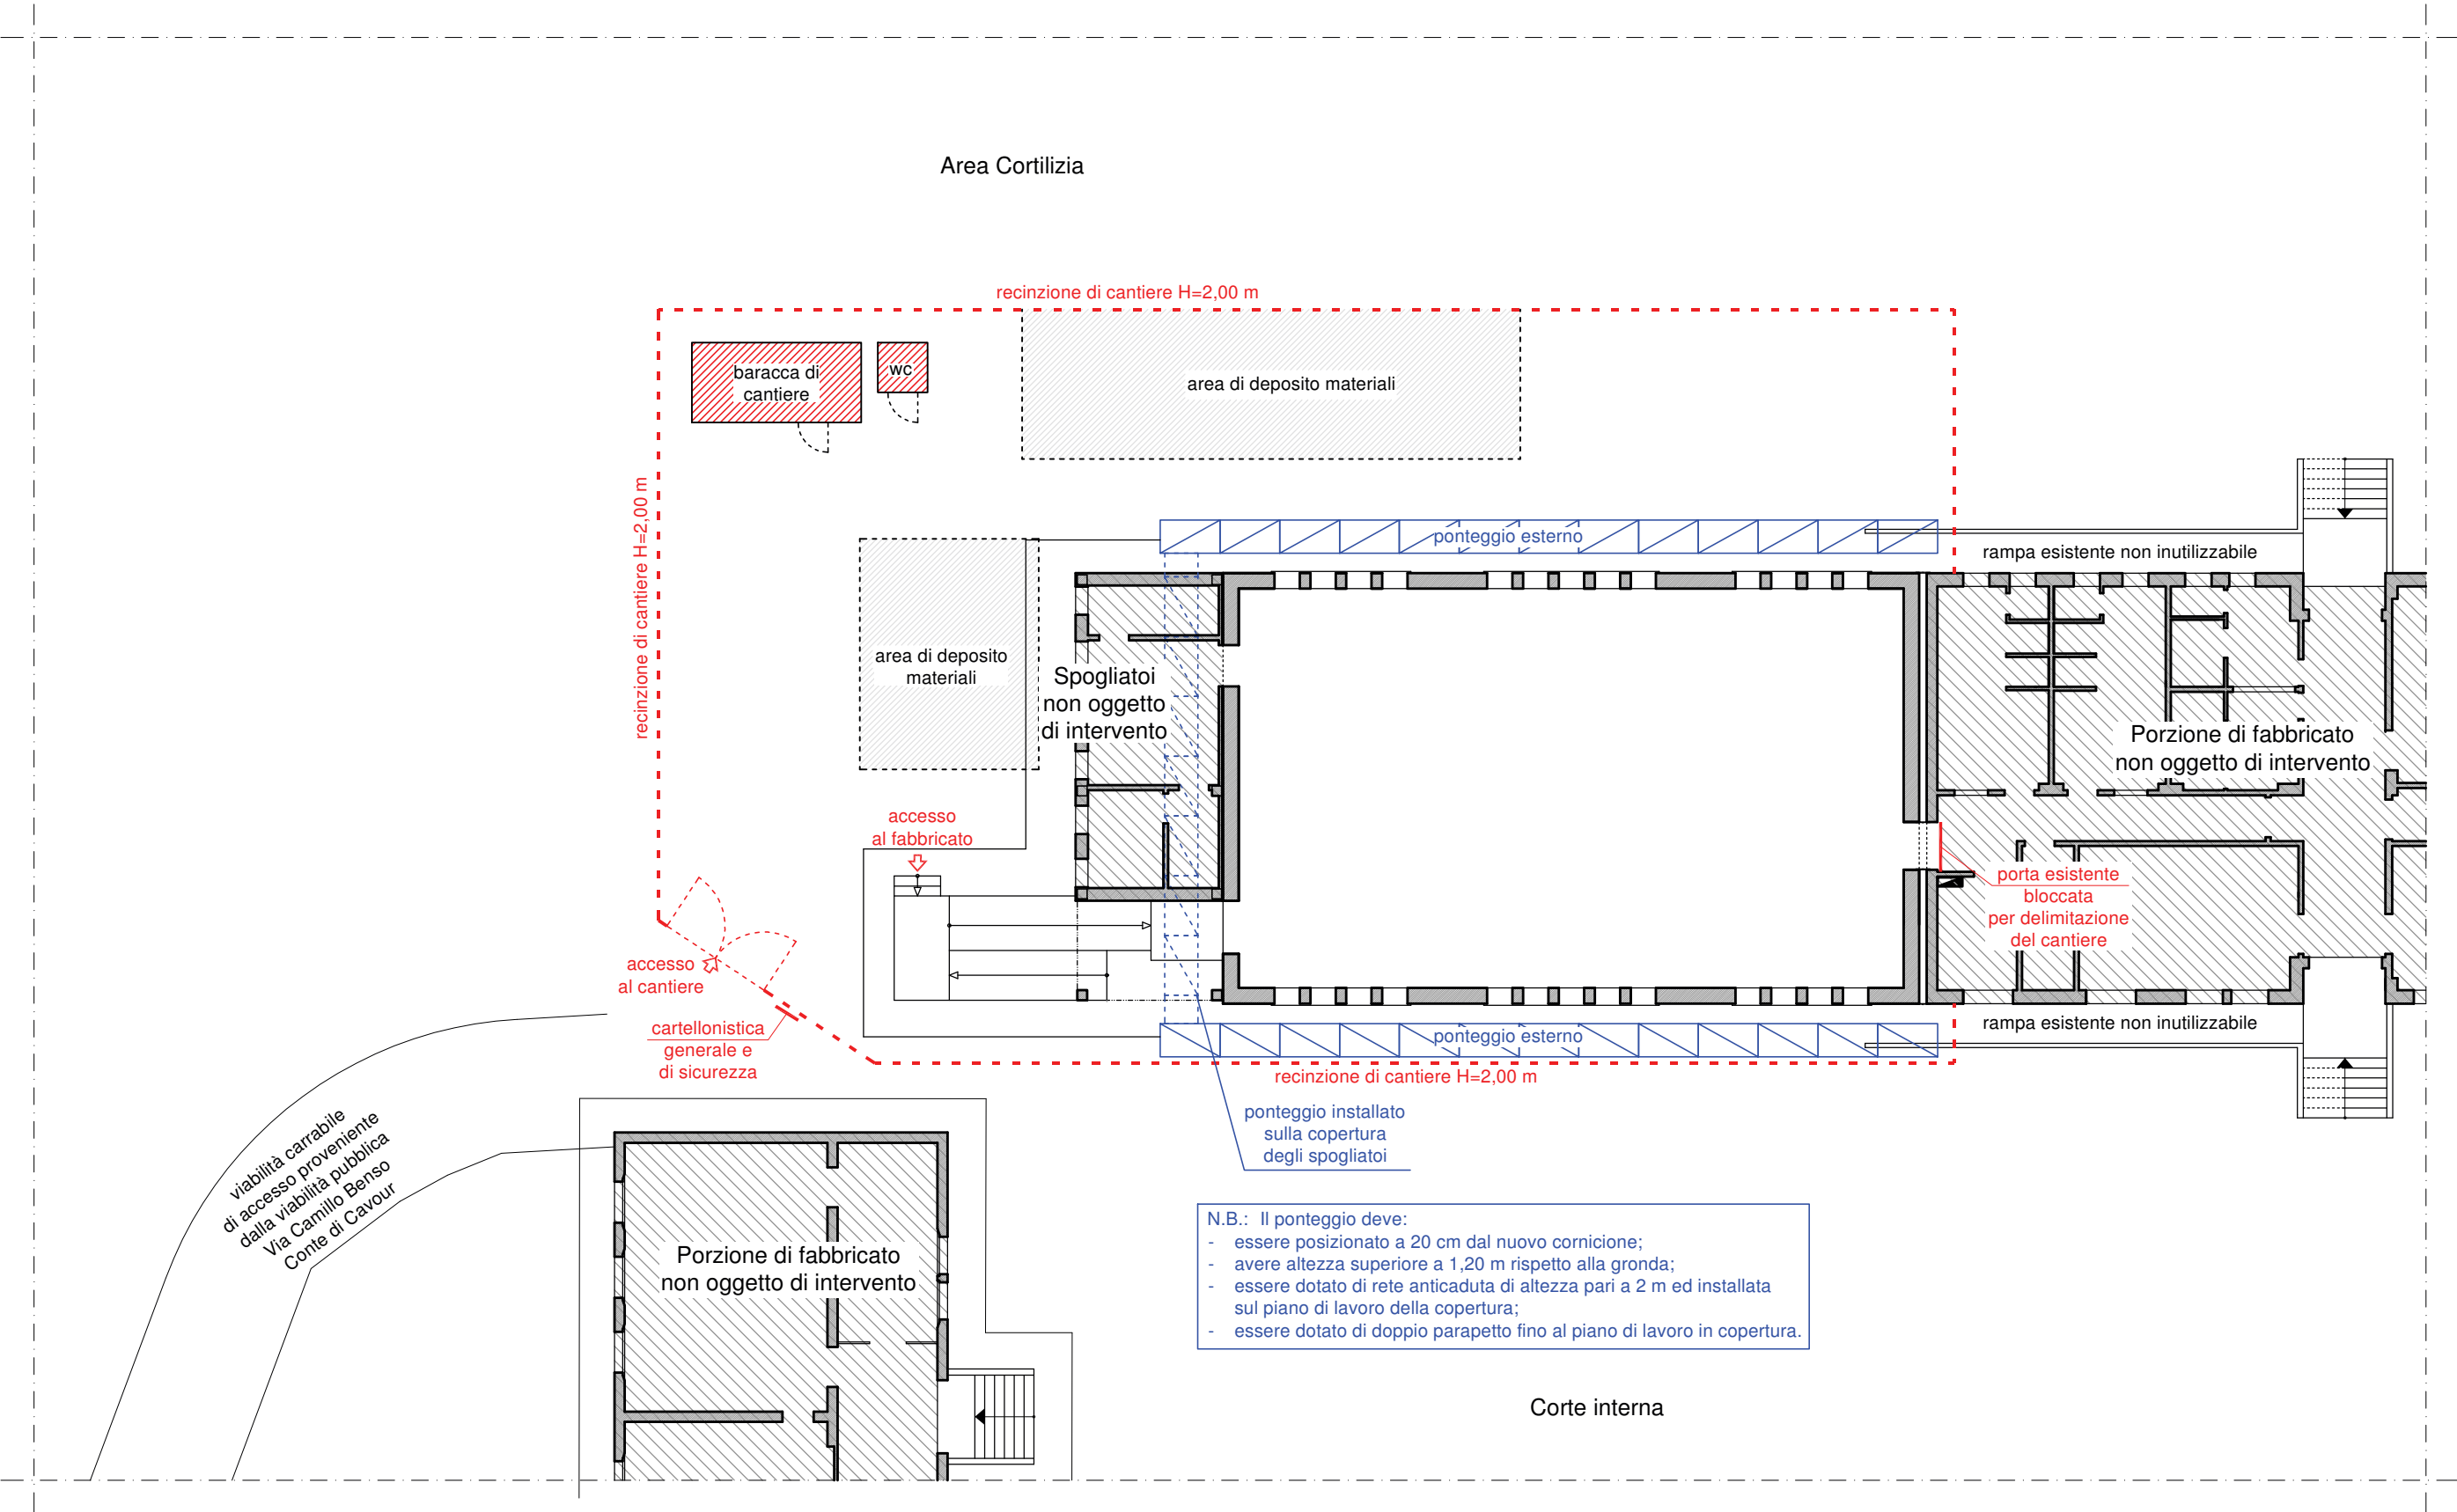 Area Cortilizia
recinzione di cantiere H=2,00 m
baracca di
cantiere
wc
area di deposito materiali
recinzione di cantiere H=2,00 m
ponteggio esterno
rampa esistente non inutilizzabile
area di deposito
materiali
Spogliatoi
non oggetto
di intervento
Porzione di fabbricato
non oggetto di intervento
accesso
al fabbricato
porta esistente
bloccata
per delimitazione
del cantiere
accesso
al cantiere
cartellonistica
generale e
di sicurezza
ponteggio esterno
rampa esistente non inutilizzabile
recinzione di cantiere H=2,00 m
ponteggio installato
sulla copertura
degli spogliatoi
viabilità carrabile
di accesso proveniente
dalla viabilità pubblica
Via Camillo Benso
Conte di Cavour
Porzione di fabbricato
non oggetto di intervento
N.B.: Il ponteggio deve:
- essere posizionato a 20 cm dal nuovo cornicione;
- avere altezza superiore a 1,20 m rispetto alla gronda;
- essere dotato di rete anticaduta di altezza pari a 2 m ed installata
sul piano di lavoro della copertura;
- essere dotato di doppio parapetto fino al piano di lavoro in copertura.
Corte interna